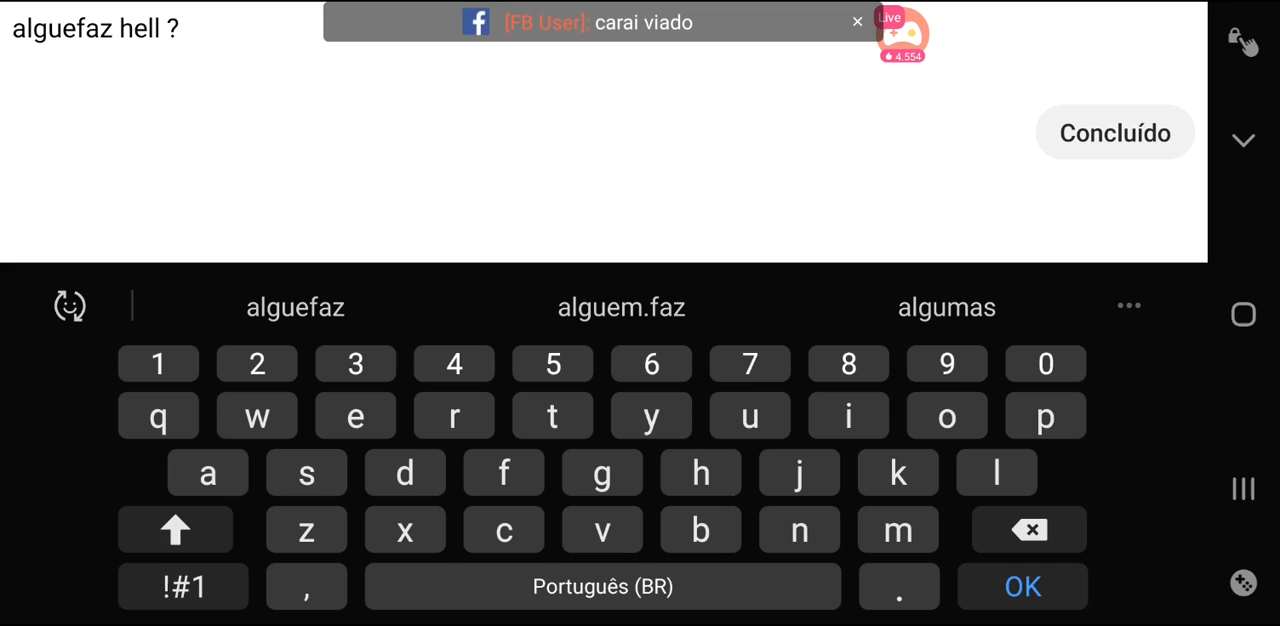 alguefaz hell ?
[FB User]: carai viado ×
Live
4.554
Concluído
alguefaz alguem.faz algumas
1 2 3 4 5 6 7 8 9 0
q w e r t y u i o p
a s d f g h j k l
z x c v b n m
!#1 , Português (BR) . OK